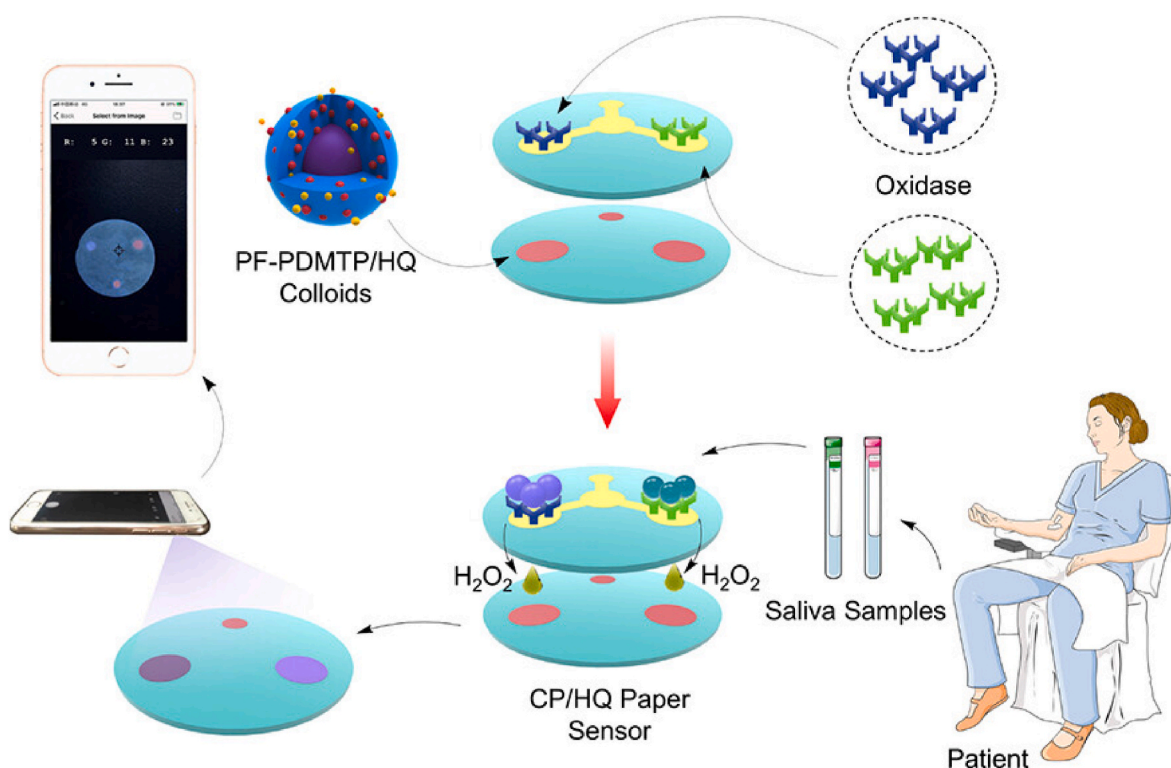 Back
Select from Image
R: 5 G: 11 B: 23
PF-PDMTP/HQ
Colloids
Oxidase
H₂O₂
H₂O₂
Saliva Samples
CP/HQ Paper
Sensor
Patient